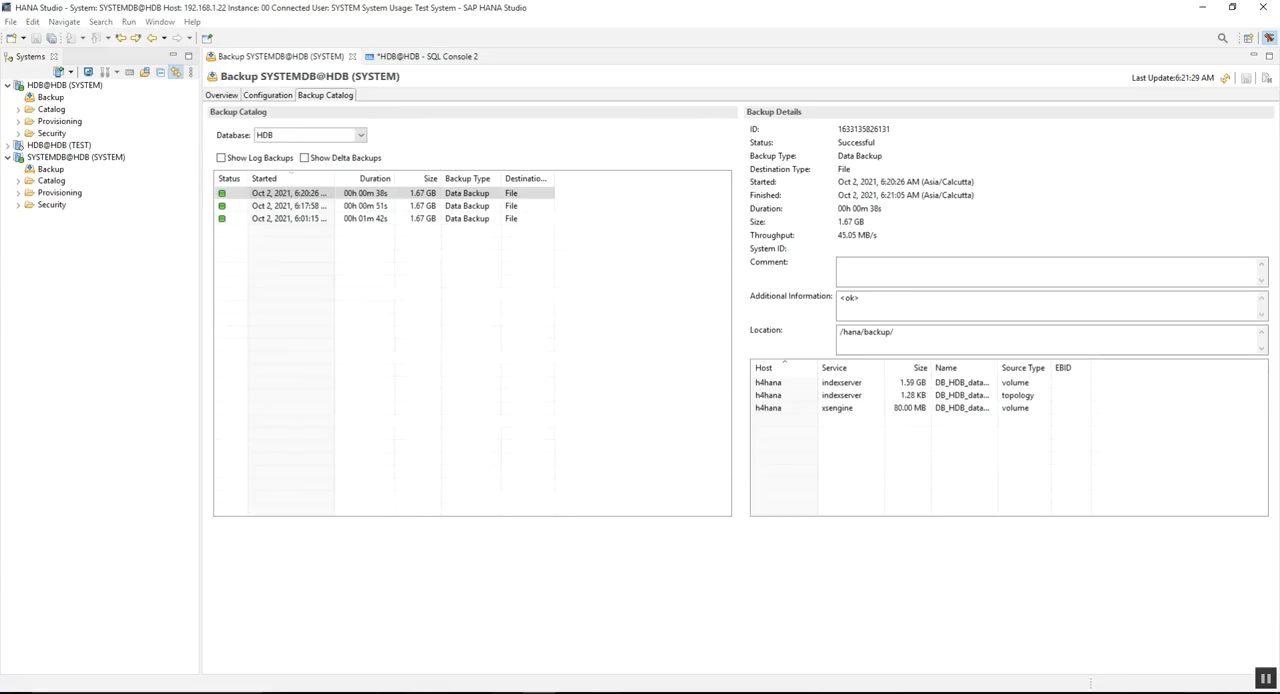 HANA Studio - System: SYSTEMDB@HDB Host: 192.168.1.22 Instance: 00 Connected User: SYSTEM System Usage: Test System - SAP HANA Studio
File Edit Navigate Search Run Window Help
Systems
HDB@HDB (SYSTEM)
Backup
Catalog
Provisioning
Security
HDB@HDB (TEST)
SYSTEMDB@HDB (SYSTEM)
Backup
Catalog
Provisioning
Security
Backup SYSTEMDB@HDB (SYSTEM) *HDB@HDB - SQL Console 2
Backup SYSTEMDB@HDB (SYSTEM) Last Update:6:21:29 AM
Overview Configuration Backup Catalog
Backup Catalog
Database: HDB
Show Log Backups Show Delta Backups
Status Started Duration Size Backup Type Destinatio...
Oct 2, 2021, 6:20:26 ... 00h 00m 38s 1.67 GB Data Backup File
Oct 2, 2021, 6:17:58 ... 00h 00m 51s 1.67 GB Data Backup File
Oct 2, 2021, 6:01:15 ... 00h 01m 42s 1.67 GB Data Backup File
Backup Details
ID: 1633135826131
Status: Successful
Backup Type: Data Backup
Destination Type: File
Started: Oct 2, 2021, 6:20:26 AM (Asia/Calcutta)
Finished: Oct 2, 2021, 6:21:05 AM (Asia/Calcutta)
Duration: 00h 00m 38s
Size: 1.67 GB
Throughput: 45.05 MB/s
System ID:
Comment:
Additional Information: <ok>
Location: /hana/backup/
Host Service Size Name Source Type EBID
h4hana indexserver 1.59 GB DB_HDB_data... volume
h4hana indexserver 1.28 KB DB_HDB_data... topology
h4hana xsengine 80.00 MB DB_HDB_data... volume